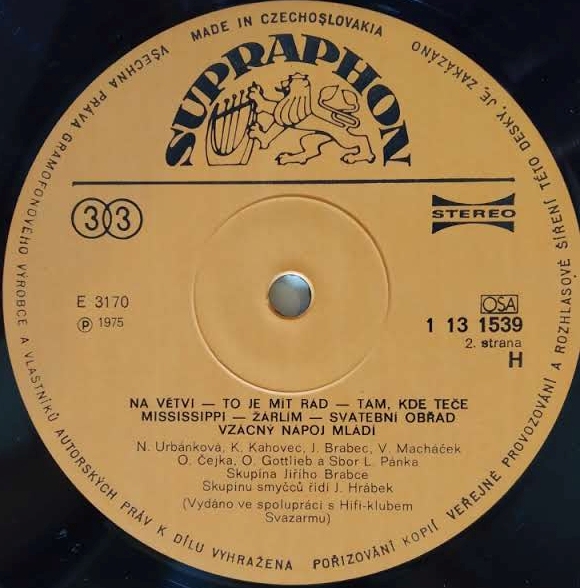 MADE IN CZECHOSLOVAKIA
SUPRAPHON
33
STEREO
E 3170
Ⓟ 1975
OSA
1 13 1539
2. strana
H
NA VĚTVI — TO JE MÍT RÁD — TAM, KDE TEČE
MISSISSIPPI — ŽÁRLÍM — SVATEBNÍ OBŘAD
VZÁCNÝ NÁPOJ MLÁDÍ
N. Urbánková, K. Kahovec, J. Brabec, V. Macháček
O. Čejka, O. Gottlieb a Sbor L. Pánka
Skupina Jiřího Brabce
Skupinu smyčců řídí J. Hrábek
(Vydáno ve spolupráci s Hifi-klubem
Svazarmu)
VŠECHNA PRÁVA GRAMOFONOVÉHO VÝROBCE A VLASTNÍKŮ AUTORSKÝCH PRÁV K DÍLU VYHRAŽENA POŘIZOVÁNÍ KOPIÍ VEŘEJNÉ PROVOZOVÁNÍ A ROZHLASOVÉ ŠÍŘENÍ TÉTO DESKY, JE ZAKÁZÁNO